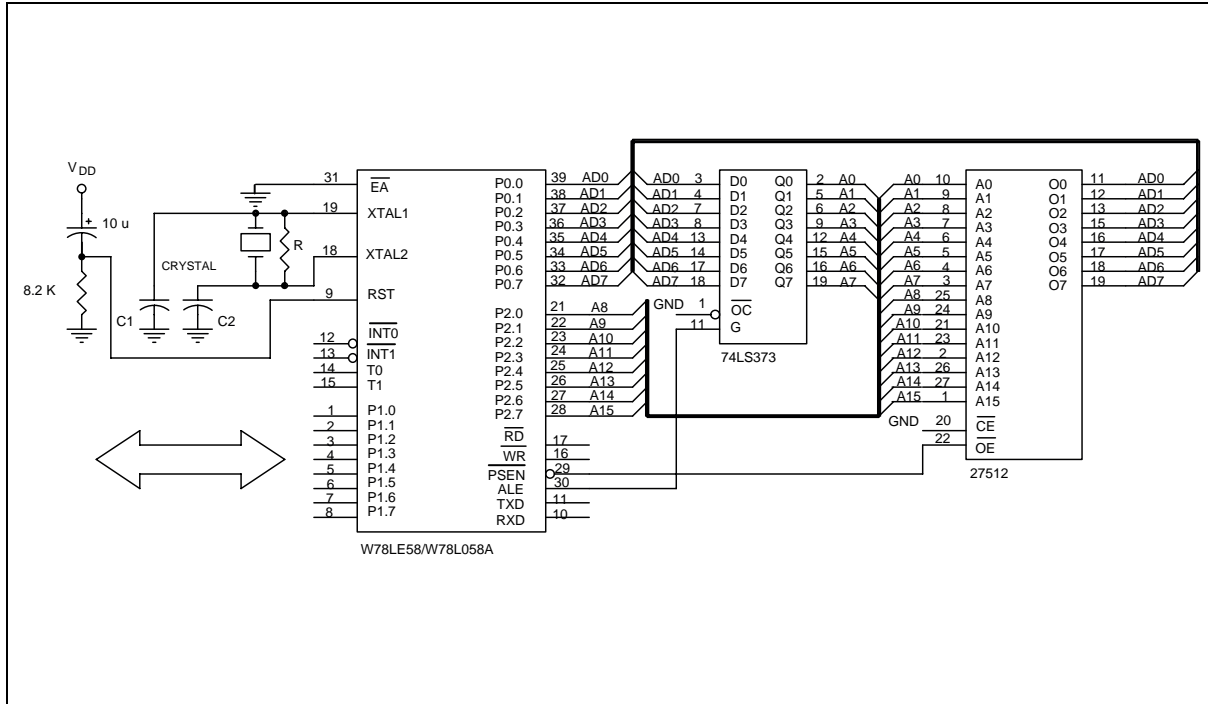 V DD
10 u
8.2 K
C1
CRYSTAL
C2
R
31 EA
19 XTAL1
18 XTAL2
9 RST
12 INT0
13 INT1
14 T0
15 T1
1 P1.0
2 P1.1
3 P1.2
4 P1.3
5 P1.4
6 P1.5
7 P1.6
8 P1.7
P0.0 39 AD0
P0.1 38 AD1
P0.2 37 AD2
P0.3 36 AD3
P0.4 35 AD4
P0.5 34 AD5
P0.6 33 AD6
P0.7 32 AD7
P2.0 21 A8
P2.1 22 A9
P2.2 23 A10
P2.3 24 A11
P2.4 25 A12
P2.5 26 A13
P2.6 27 A14
P2.7 28 A15
RD 17
WR 16
PSEN 29
ALE 30
TXD 11
RXD 10
W78LE58/W78L058A
AD0 3 D0 Q0 2 A0
AD1 4 D1 Q1 5 A1
AD2 7 D2 Q2 6 A2
AD3 8 D3 Q3 9 A3
AD4 13 D4 Q4 12 A4
AD5 14 D5 Q5 15 A5
AD6 17 D6 Q6 16 A6
AD7 18 D7 Q7 19 A7
GND 1 OC
11 G
74LS373
A0 10 A0 O0 11 AD0
A1 9 A1 O1 12 AD1
A2 8 A2 O2 13 AD2
A3 7 A3 O3 15 AD3
A4 6 A4 O4 16 AD4
A5 5 A5 O5 17 AD5
A6 4 A6 O6 18 AD6
A7 3 A7 O7 19 AD7
A8 25 A8
A9 24 A9
A10 21 A10
A11 23 A11
A12 2 A12
A13 26 A13
A14 27 A14
A15 1 A15
GND 20 CE
22 OE
27512